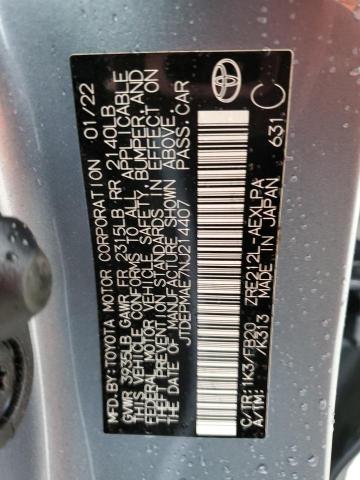 MFD.BY:TOYOTA MOTOR CORPORATION 01/22
GVWR 3935LB GAWR FR 2315LB RR 2140LB
THIS VEHICLE CONFORMS TO ALL APPLICABLE
FEDERAL MOTOR VEHICLE SAFETY, BUMPER, AND
THEFT PREVENTION STANDARDS IN EFFECT ON
THE DATE OF MANUFACTURE SHOWN ABOVE.
JTDEPMAE7NJ214407 PASS CAR
C/TR:1K3/FB20 ZRE212L-AEXLPA
A/TM: /K313 MADE IN JAPAN
631
C
TOYOTA